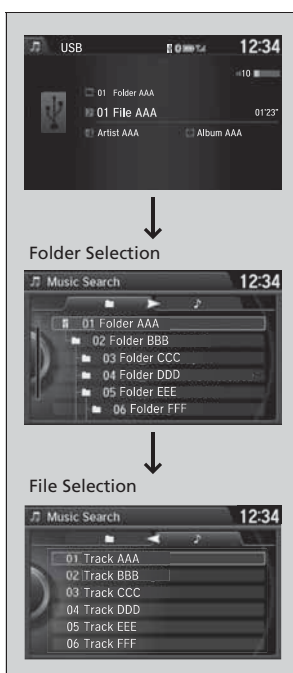 USB 12:34
10
01 Folder AAA
01 File AAA 01'23"
Artist AAA Album AAA
Folder Selection
Music Search 12:34
01 Folder AAA
02 Folder BBB
03 Folder CCC
04 Folder DDD
05 Folder EEE
06 Folder FFF
File Selection
Music Search 12:34
01 Track AAA
02 Track BBB
03 Track CCC
04 Track DDD
05 Track EEE
06 Track FFF